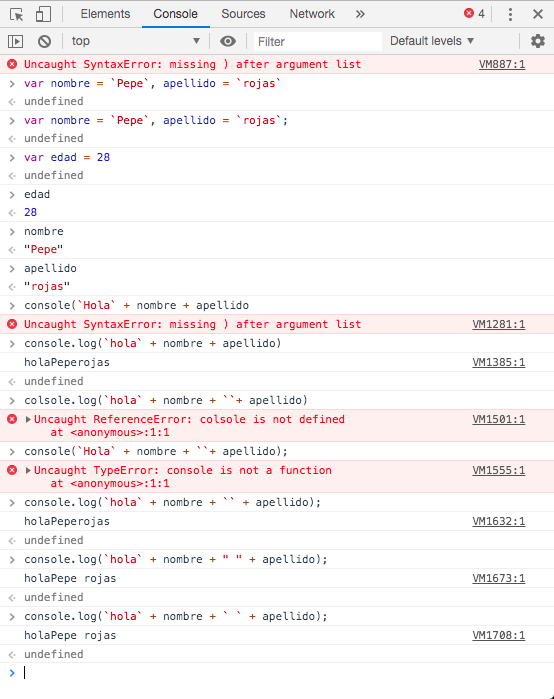 Elements Console Sources Network 4
top Filter Default levels
Uncaught SyntaxError: missing ) after argument list VM887:1
var nombre = `Pepe`, apellido = `rojas`
undefined
var nombre = `Pepe`, apellido = `rojas`;
undefined
var edad = 28
undefined
edad
28
nombre
"Pepe"
apellido
"rojas"
console(`Hola` + nombre + apellido
Uncaught SyntaxError: missing ) after argument list VM1281:1
console.log(`hola` + nombre + apellido)
holaPeperojas VM1385:1
undefined
colsole.log(`hola` + nombre + ``+ apellido)
Uncaught ReferenceError: colsole is not defined VM1501:1
at <anonymous>:1:1
console(`Hola` + nombre + ``+ apellido);
Uncaught TypeError: console is not a function VM1555:1
at <anonymous>:1:1
console.log(`hola` + nombre + `` + apellido);
holaPeperojas VM1632:1
undefined
console.log(`hola` + nombre + " " + apellido);
holaPepe rojas VM1673:1
undefined
console.log(`hola` + nombre + ` ` + apellido);
holaPepe rojas VM1708:1
undefined